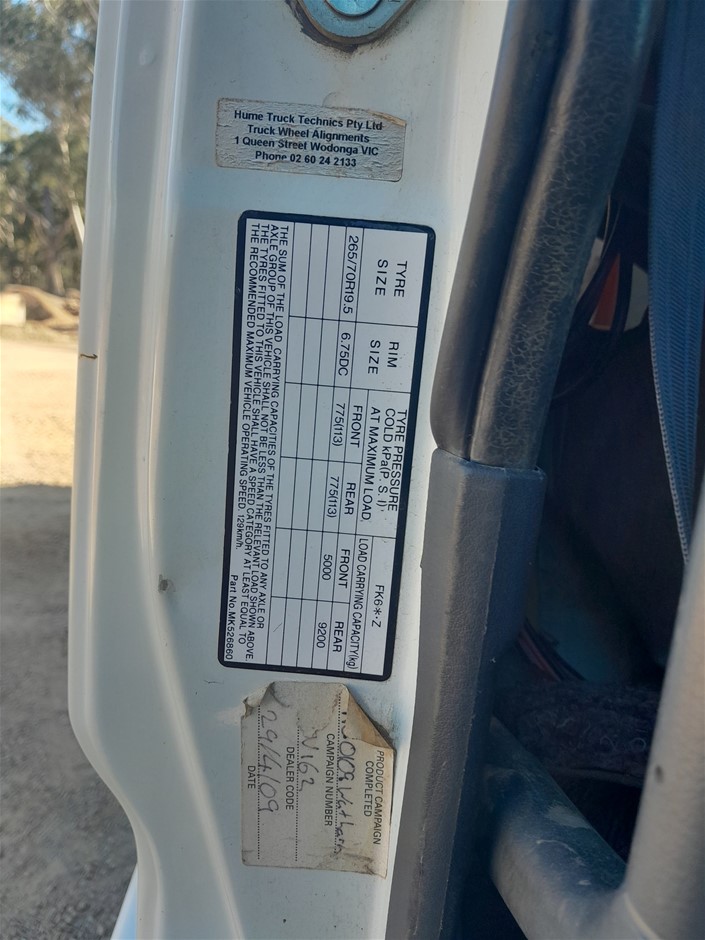 Hume Truck Technics Pty Ltd
Truck Wheel Alignments
1 Queen Street Wodonga VIC
Phone 02 60 24 2133
TYRE SIZE
RIM SIZE
TYRE PRESSURE COLD kPa(P. S. I) AT MAXIMUM LOAD,
FK6*-Z
LOAD CARRYING CAPACITY(kg)
FRONT REAR FRONT REAR
265/70R19.5 6.75DC 775(113) 775(113) 5000 9200
THE SUM OF THE LOAD CARRYING CAPACITIES OF THE TYRES FITTED TO ANY AXLE OR
AXLE GROUP OF THIS VEHICLE SHALL NOT BE LESS THAN THE RELEVANT LOAD SHOWN ABOVE.
THE TYRES FITTED TO THIS VEHICLE SHALL HAVE A SPEED CATEGORY AT LEAST EQUAL TO
THE RECOMMENDED MAXIMUM VEHICLE OPERATING SPEED, 129km/h.
Part No.MK526860
PRODUCT CAMPAIGN
COMPLETED
CAMPAIGN NUMBER
N162
DEALER CODE
29/4/09
DATE